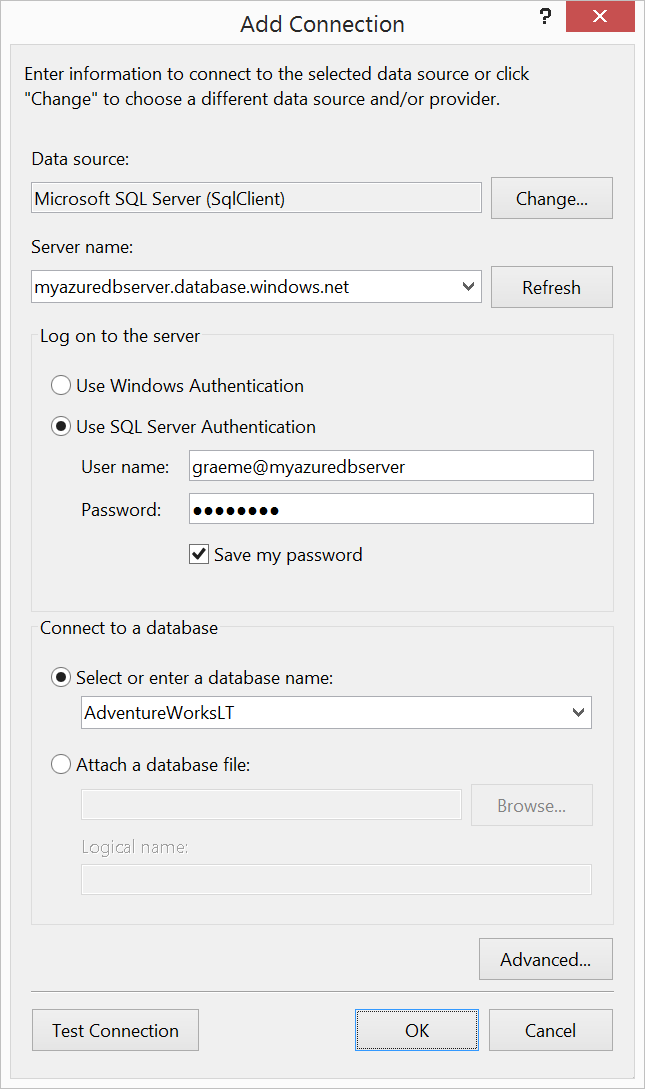 Add Connection
?
Enter information to connect to the selected data source or click
"Change" to choose a different data source and/or provider.
Data source:
Microsoft SQL Server (SqlClient)
Change...
Server name:
myazuredbserver.database.windows.net
Refresh
Log on to the server
Use Windows Authentication
Use SQL Server Authentication
User name:
graeme@myazuredbserver
Password:
●●●●●●●●
Save my password
Connect to a database
Select or enter a database name:
AdventureWorksLT
Attach a database file:
Browse...
Logical name:
Advanced...
Test Connection
OK
Cancel